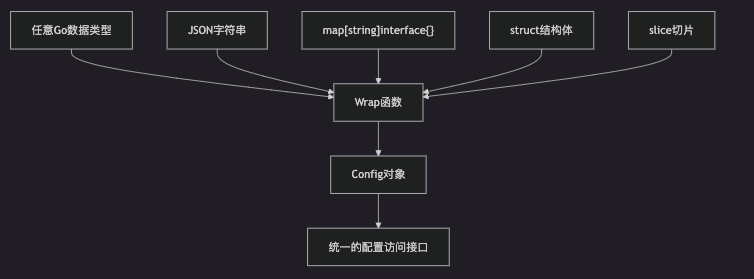 任意Go数据类型
JSON字符串
map[string]interface{}
struct结构体
slice切片
Wrap函数
Config对象
统一的配置访问接口